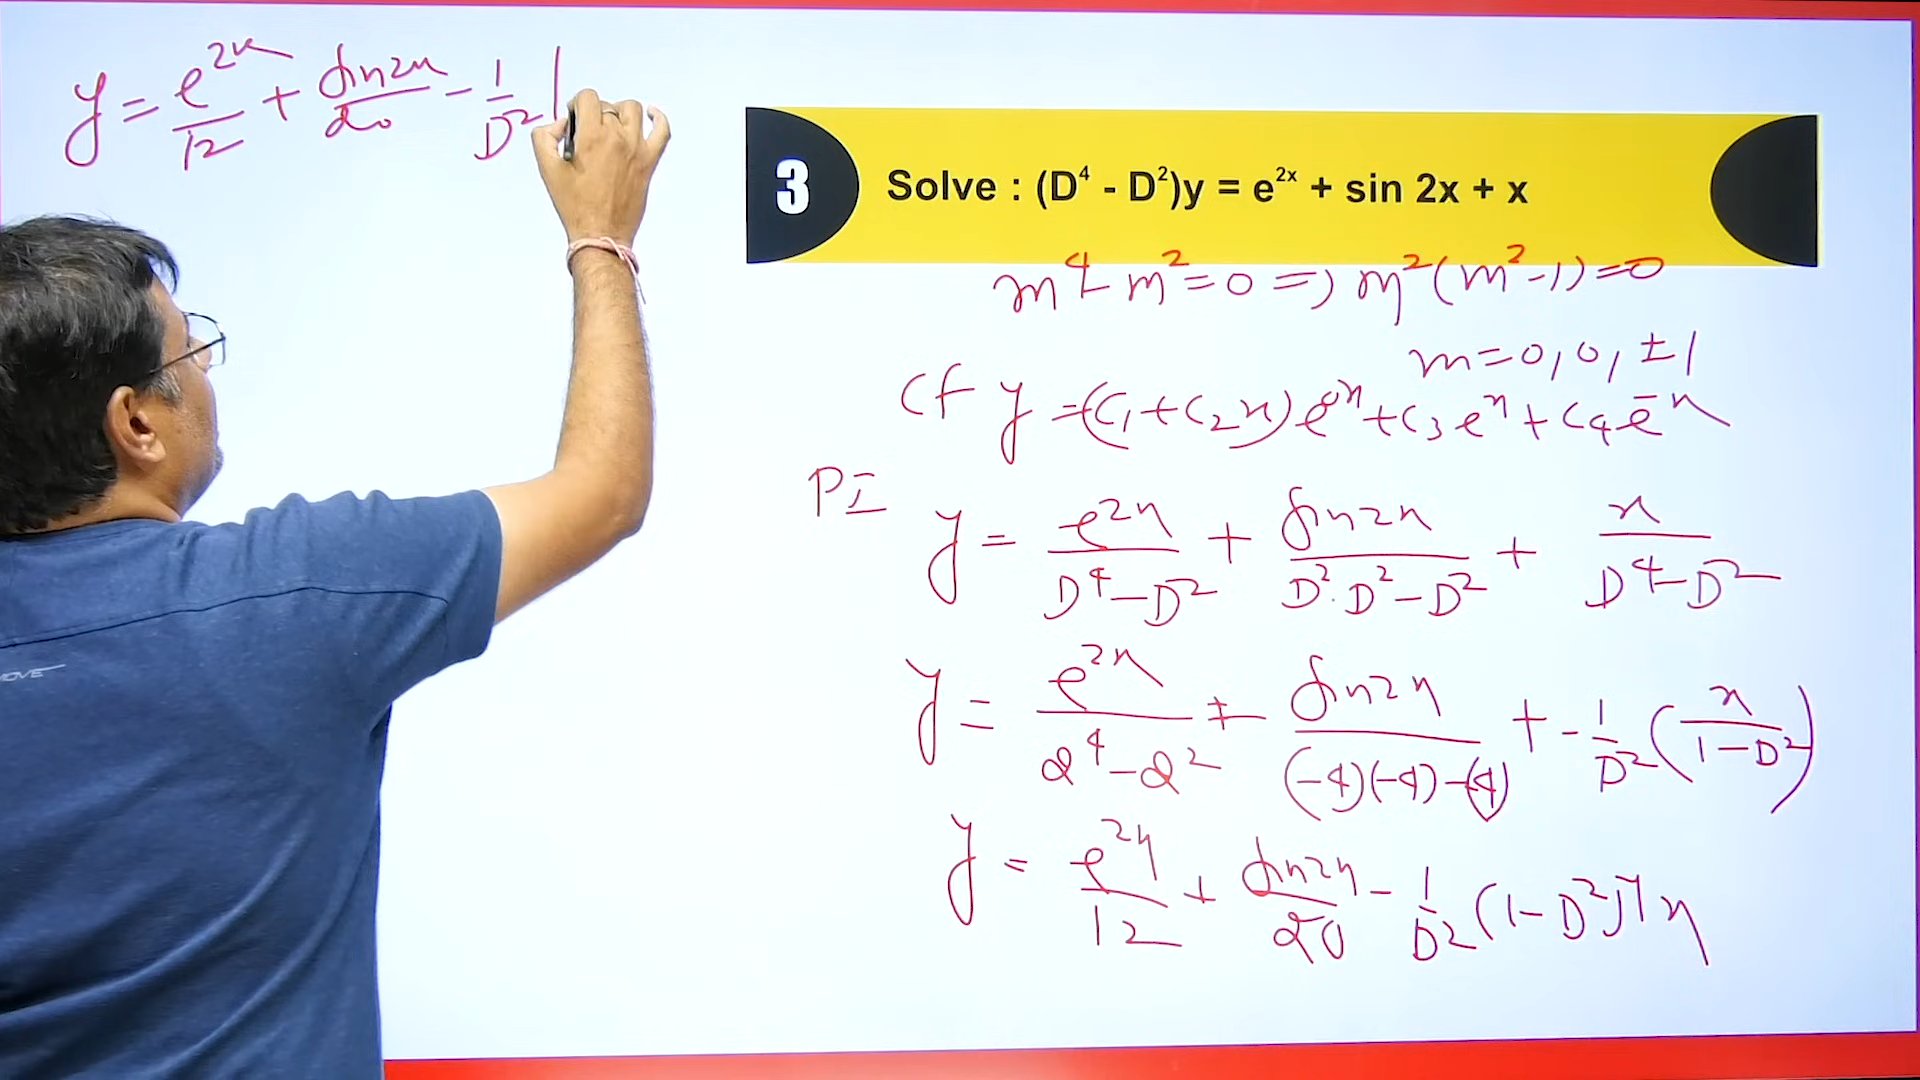 y = e^2x/12 + sin2x/20 - 1/D^2
3
Solve : (D^4 - D^2)y = e^2x + sin 2x + x
m^4 - m^2 = 0 => m^2(m^2-1)=0
m=0,0,±1
CF y =(C1+C2x)e^0x+C3e^x+C4e^-x
PI
y = e^2x/D^4-D^2 + sin2x/D^2.D^2-D^2 + x/D^4-D^2
y = e^2x/2^4-2^2 + sin2x/(-4)(-4)-(-4) + -1/D^2(x/1-D^2)
y = e^2x/12 + sin2x/20 - 1/D^2(1-D^2)^-1 x